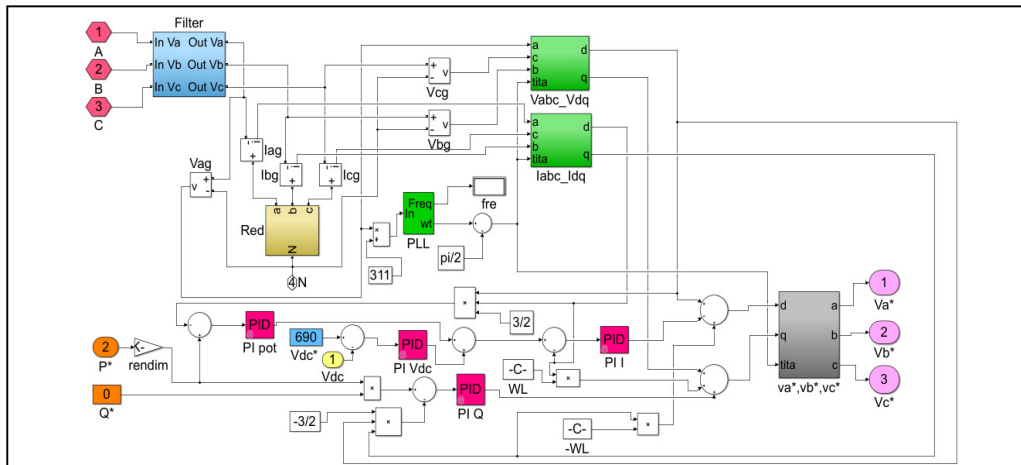 Filter
1
A
In Va Out Va
2
B
In Vb Out Vb
3
C
In Vc Out Vc
+
-
v
Vcg
a
c
b
tita
d
q
Vabc_Vdq
+
-
v
Vbg
a
c
b
tita
d
q
Iabc_Idq
Iag
Ibg
Icg
Vag
v
+
-
a
b
c
Red
N
4
N
Freq
In
wt
PLL
fre
×
÷
311
pi/2
×
3/2
PID
PI pot
690
Vdc*
1
Vdc
PID
PI Vdc
PID
PI I
2
P*
rendim
0
Q*
×
PID
PI Q
-C-
WL
×
-3/2
×
-C-
-WL
×
d
q
tita
a
b
c
va*,vb*,vc*
1
Va*
2
Vb*
3
Vc*